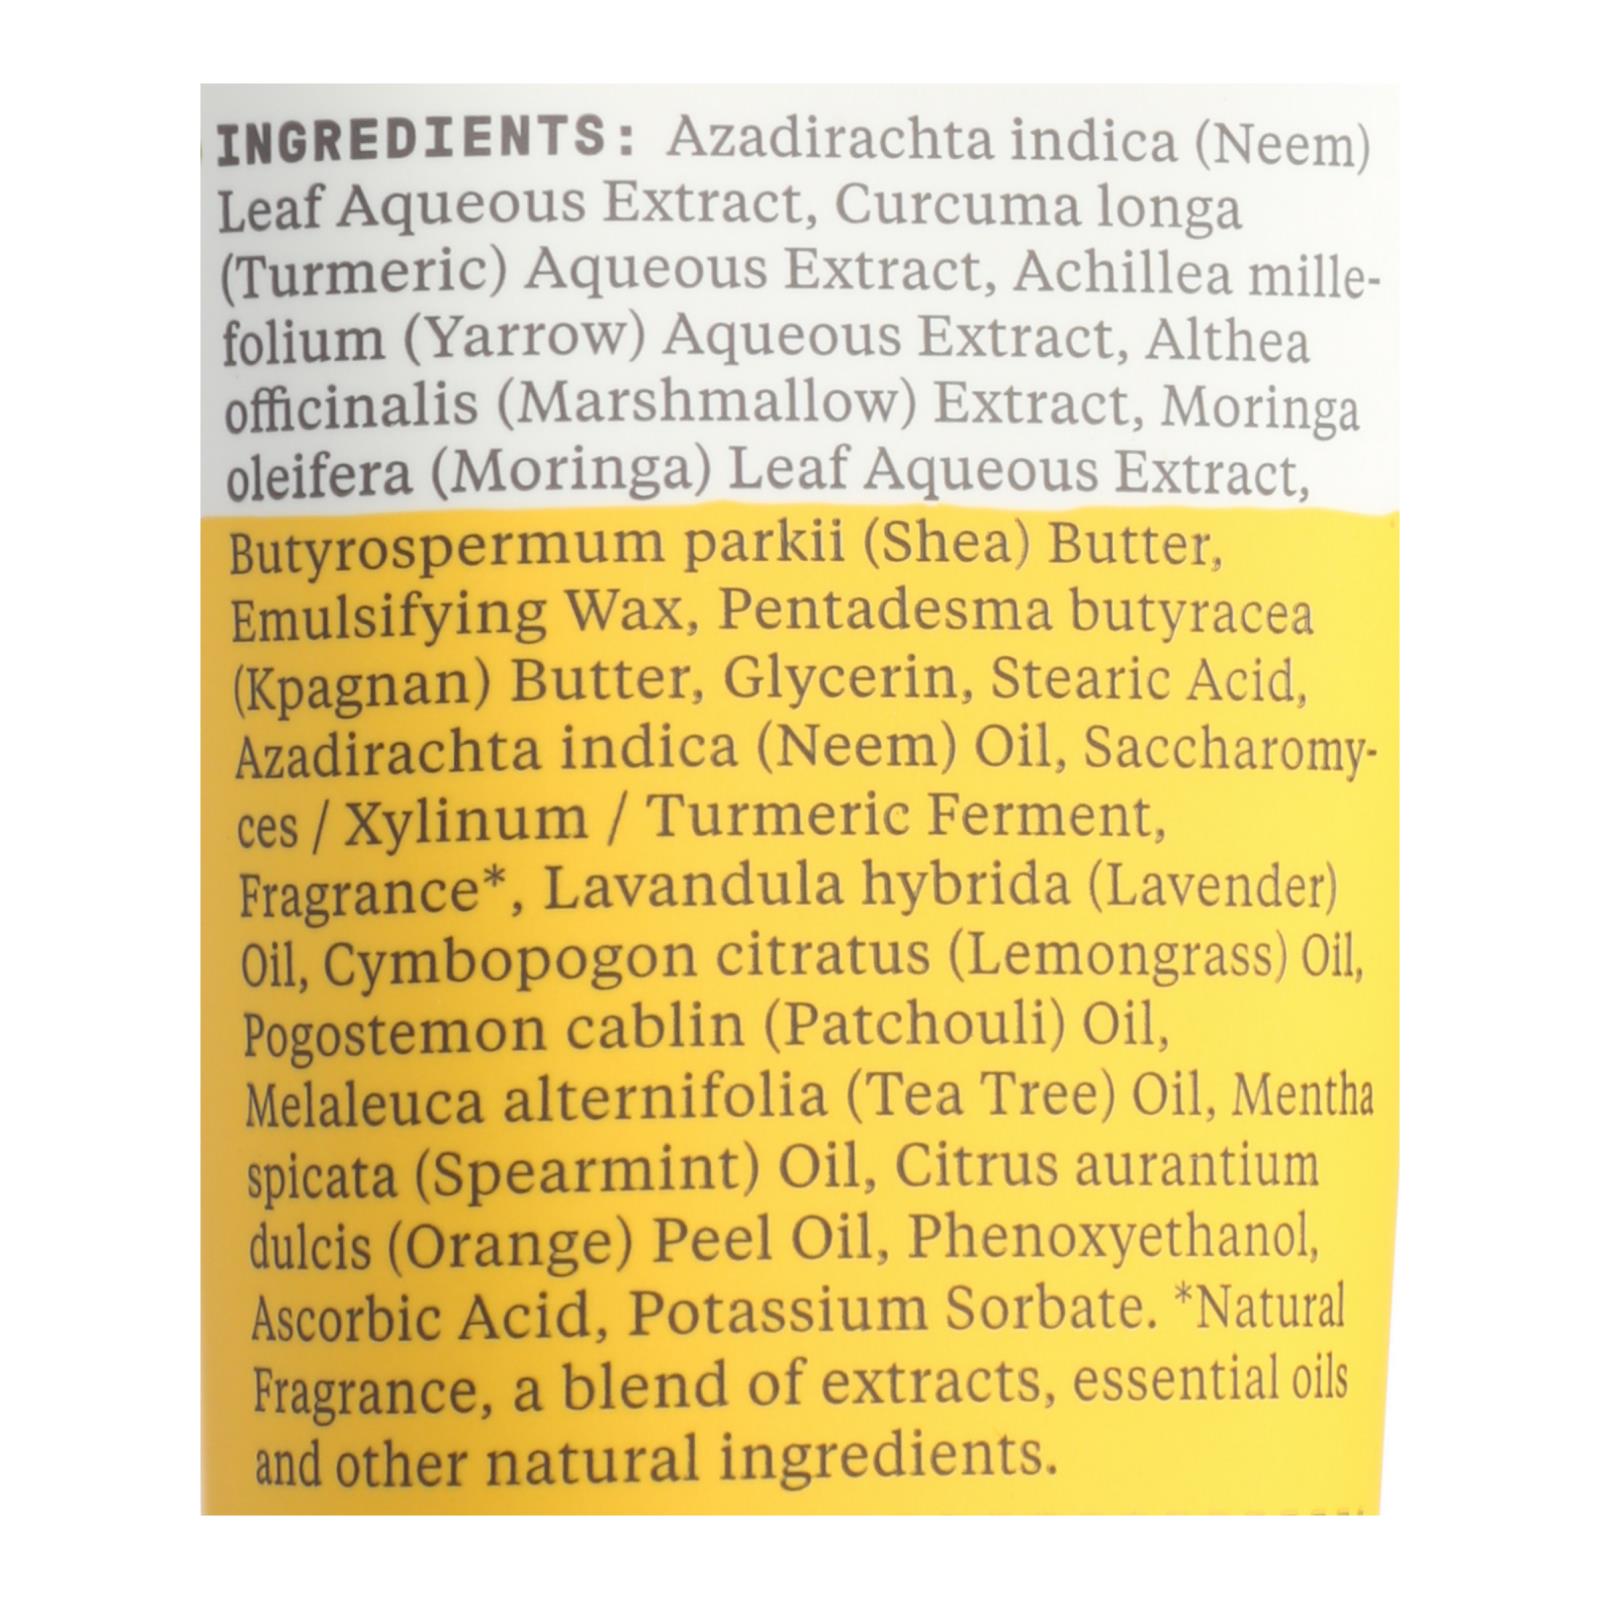 INGREDIENTS: Azadirachta indica (Neem)
Leaf Aqueous Extract, Curcuma longa
(Turmeric) Aqueous Extract, Achillea mille-
folium (Yarrow) Aqueous Extract, Althea
officinalis (Marshmallow) Extract, Moringa
oleifera (Moringa) Leaf Aqueous Extract,
Butyrospermum parkii (Shea) Butter,
Emulsifying Wax, Pentadesma butyracea
(Kpagnan) Butter, Glycerin, Stearic Acid,
Azadirachta indica (Neem) Oil, Saccharomy-
ces / Xylinum / Turmeric Ferment,
Fragrance*, Lavandula hybrida (Lavender)
Oil, Cymbopogon citratus (Lemongrass) Oil,
Pogostemon cablin (Patchouli) Oil,
Melaleuca alternifolia (Tea Tree) Oil, Mentha
spicata (Spearmint) Oil, Citrus aurantium
dulcis (Orange) Peel Oil, Phenoxyethanol,
Ascorbic Acid, Potassium Sorbate. *Natural
Fragrance, a blend of extracts, essential oils
and other natural ingredients.